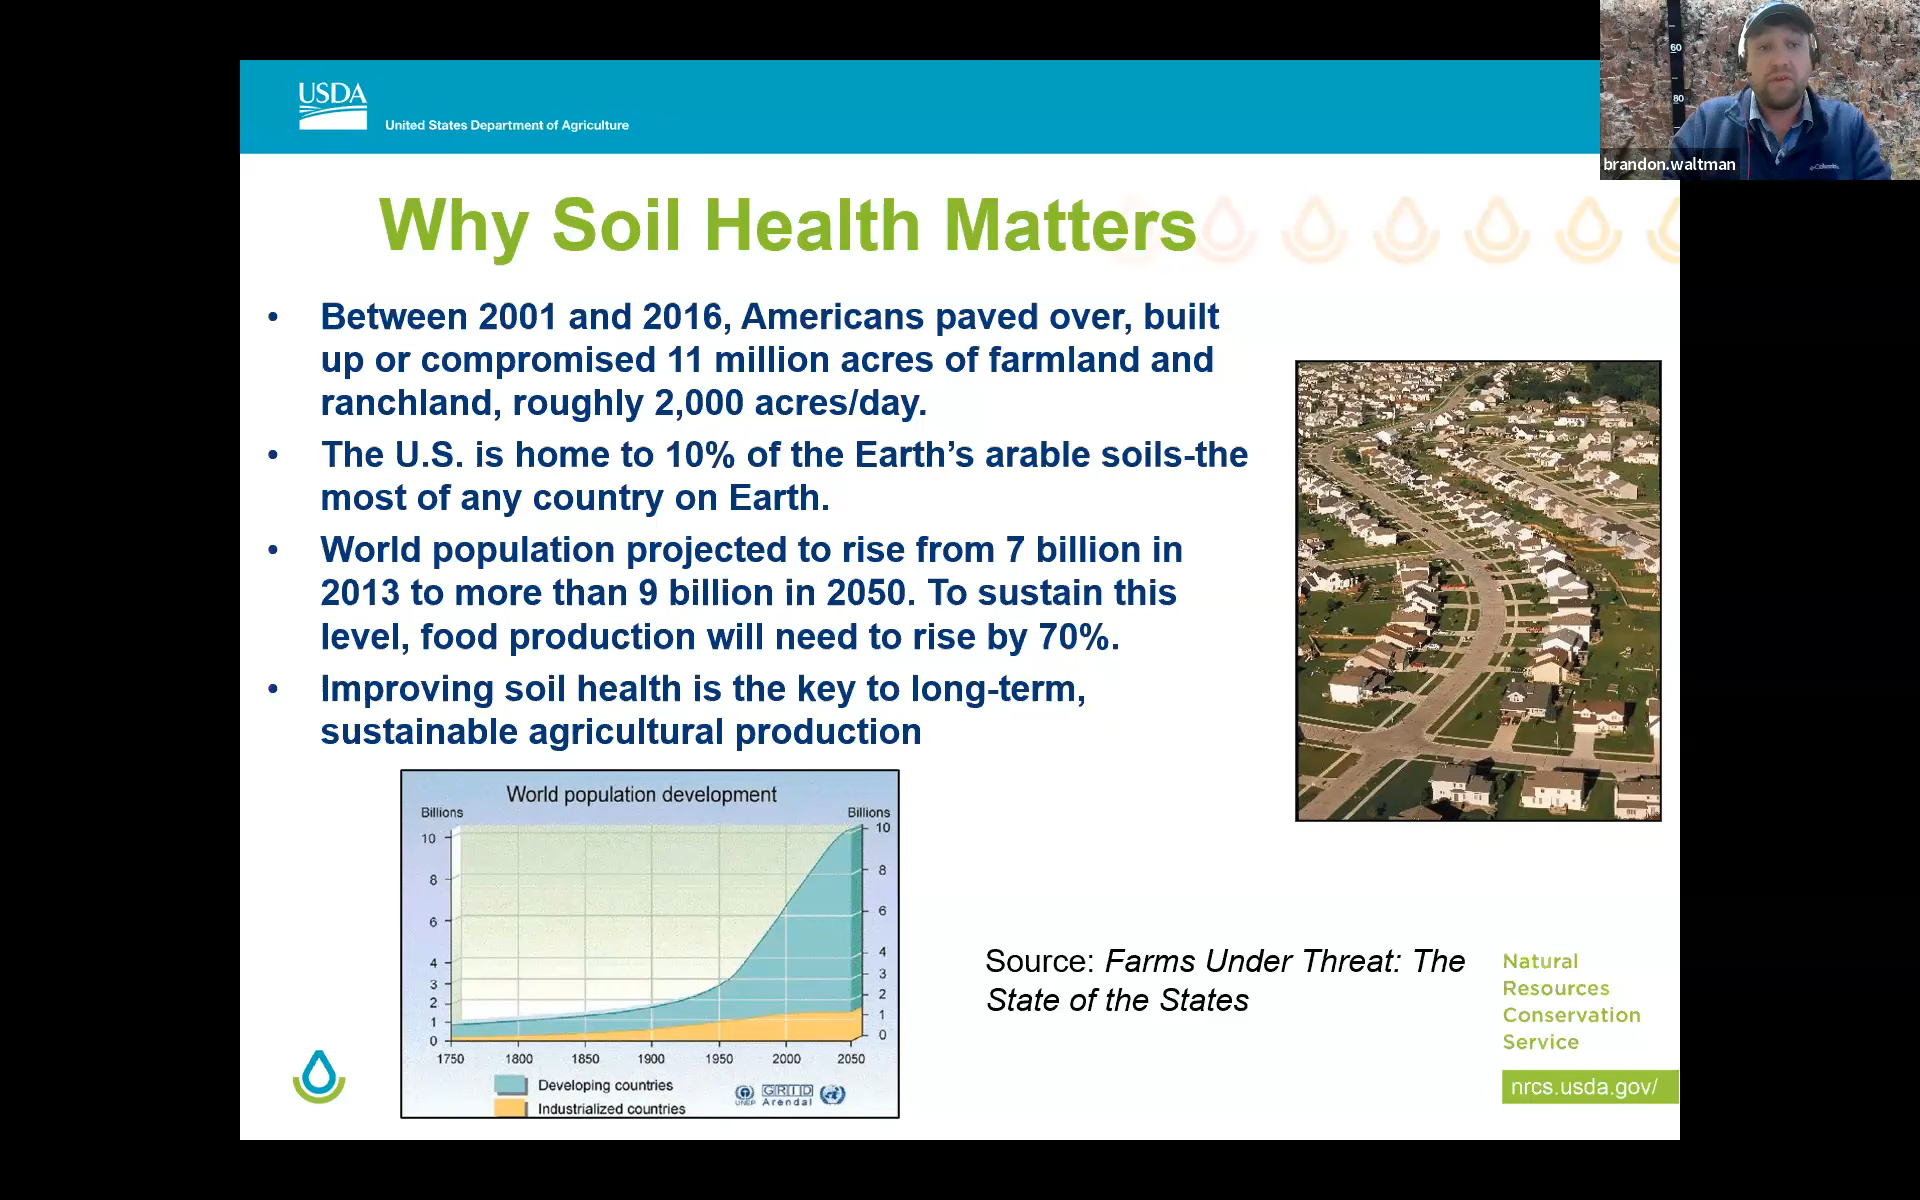 USDA
United States Department of Agriculture
60
80
brandon.waltman
Columbia
Why Soil Health Matters
• Between 2001 and 2016, Americans paved over, built
up or compromised 11 million acres of farmland and
ranchland, roughly 2,000 acres/day.
• The U.S. is home to 10% of the Earth’s arable soils-the
most of any country on Earth.
• World population projected to rise from 7 billion in
2013 to more than 9 billion in 2050. To sustain this
level, food production will need to rise by 70%.
• Improving soil health is the key to long-term,
sustainable agricultural production
World population development
Billions Billions
10 10
8 8
6 6
4 4
3 3
2 2
1 1
0 0
1750 1800 1850 1900 1950 2000 2050
Developing countries
Industrialized countries
UNEP
GRID
Arendal
Source: Farms Under Threat: The
State of the States
Natural
Resources
Conservation
Service
nrcs.usda.gov/